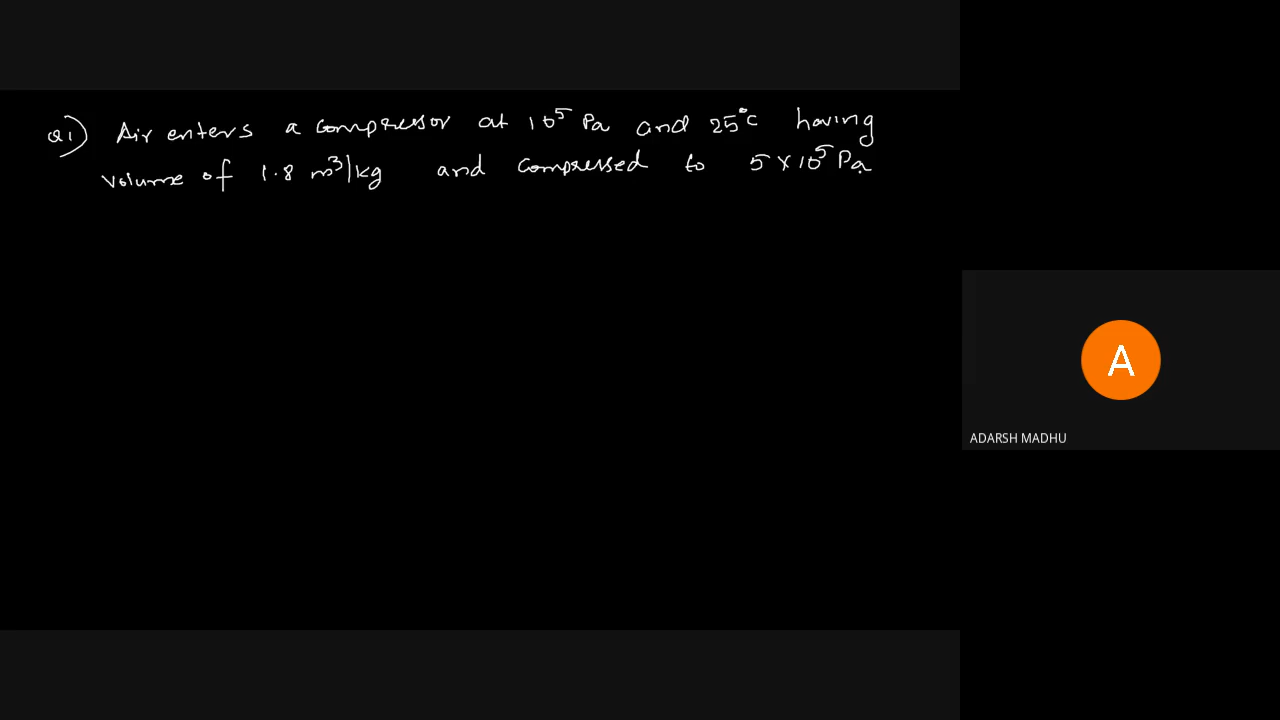 Q1) Air enters a compressor at 10⁵ Pa and 25°C having
volume of 1.8 m³/kg and compressed to 5 × 10⁵ Pa
A
ADARSH MADHU